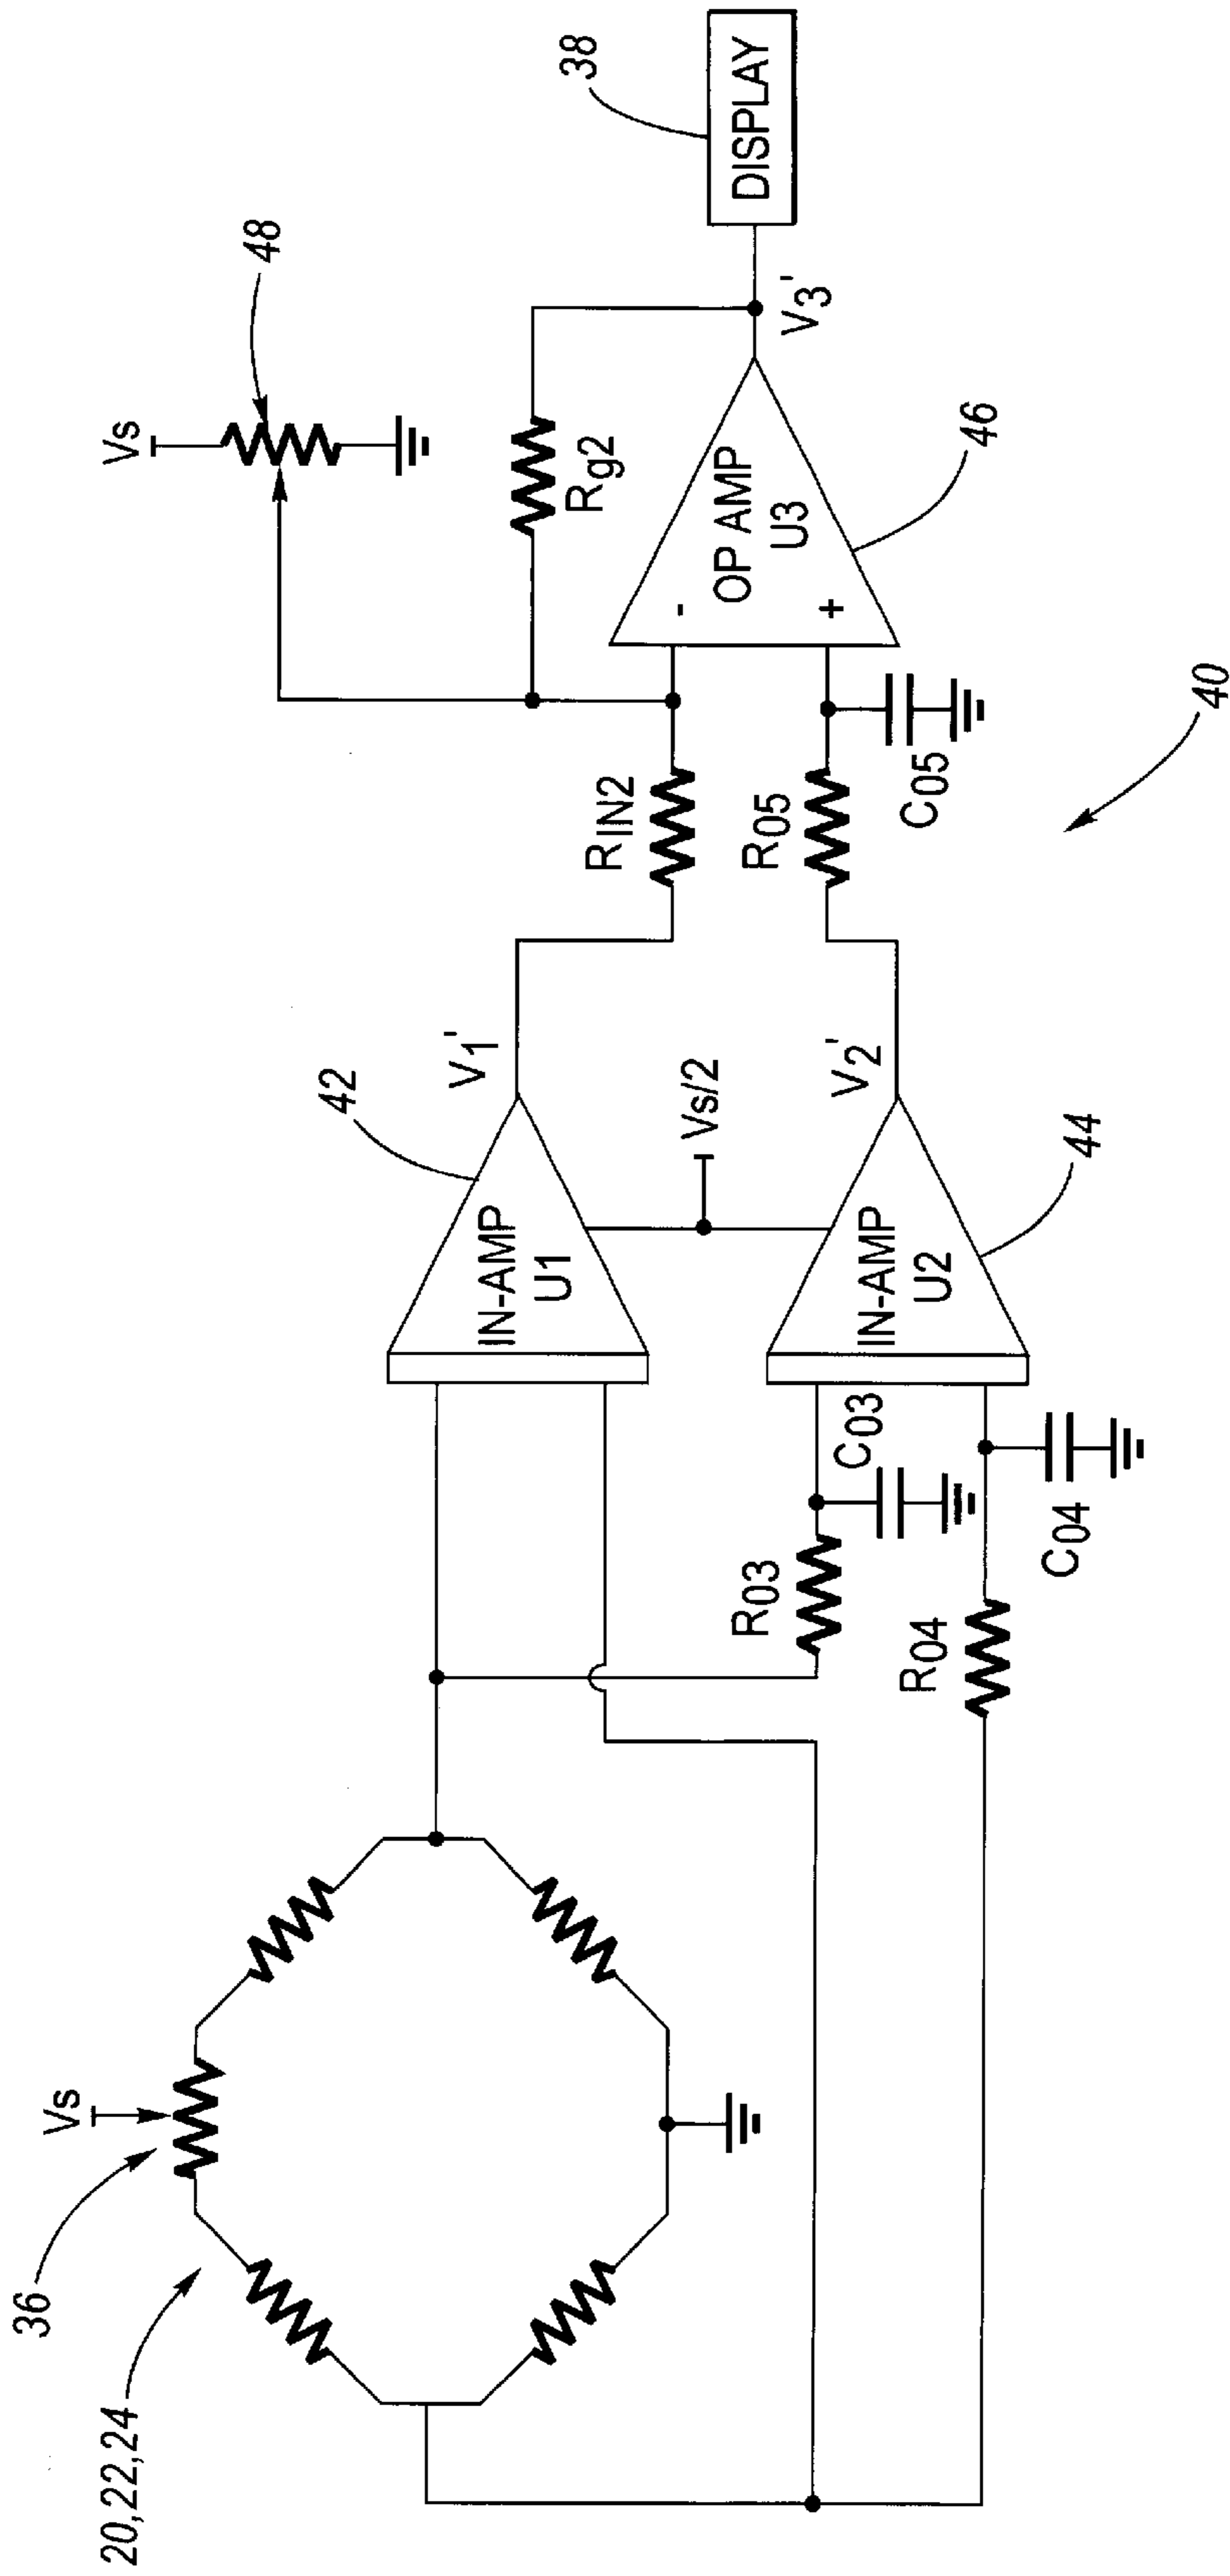 20,22,24
36
Vs
R03
C03
R04
C04
IN-AMP
U1
42
V1'
IN-AMP
U2
44
V2'
Vs/2
RIN2
R05
C05
Vs
48
Rg2
OP AMP
U3
-
+
46
V3'
DISPLAY
38
40